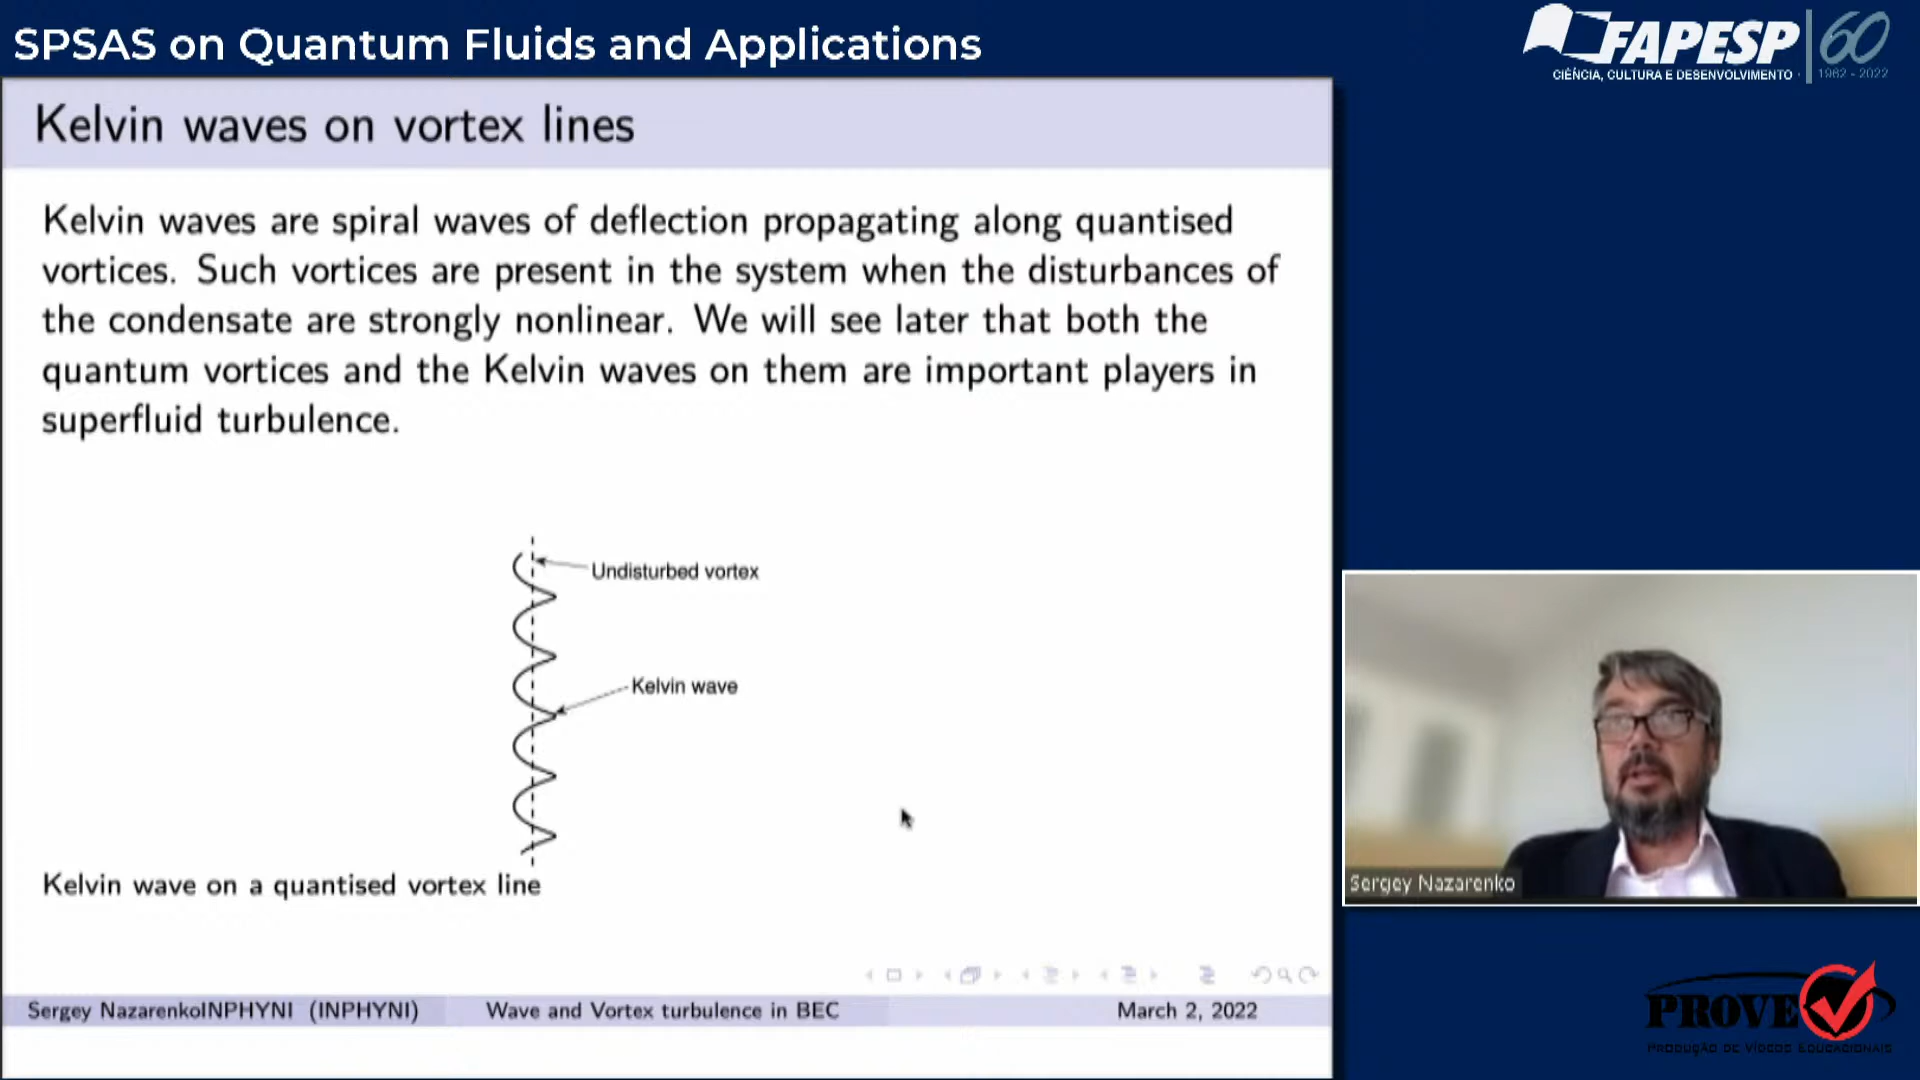 SPSAS on Quantum Fluids and Applications
FAPESP 60
CIÊNCIA, CULTURA E DESENVOLVIMENTO
1962 - 2022
Kelvin waves on vortex lines
Kelvin waves are spiral waves of deflection propagating along quantised
vortices. Such vortices are present in the system when the disturbances of
the condensate are strongly nonlinear. We will see later that both the
quantum vortices and the Kelvin waves on them are important players in
superfluid turbulence.
Undisturbed vortex
Kelvin wave
Kelvin wave on a quantised vortex line
Sergey Nazarenko
Sergey NazarenkoINPHYNI (INPHYNI)
Wave and Vortex turbulence in BEC
March 2, 2022
PROVE
PRODUÇÃO DE VÍDEOS EDUCACIONAIS